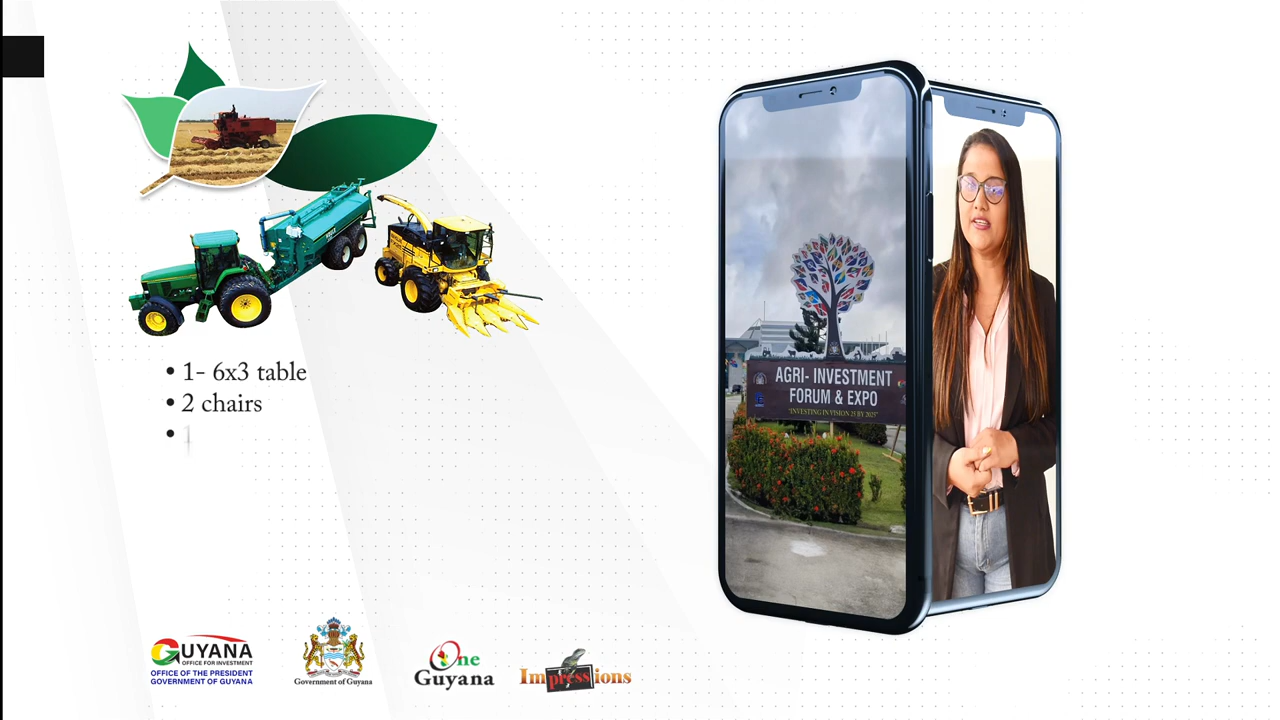 • 1- 6x3 table
• 2 chairs
• 1
AGRI- INVESTMENT
FORUM & EXPO
"INVESTING IN VISION 25 BY 2025"
GUYANA
OFFICE FOR INVESTMENT
OFFICE OF THE PRESIDENT
GOVERNMENT OF GUYANA
Government of Guyana
One
Guyana
Impressions